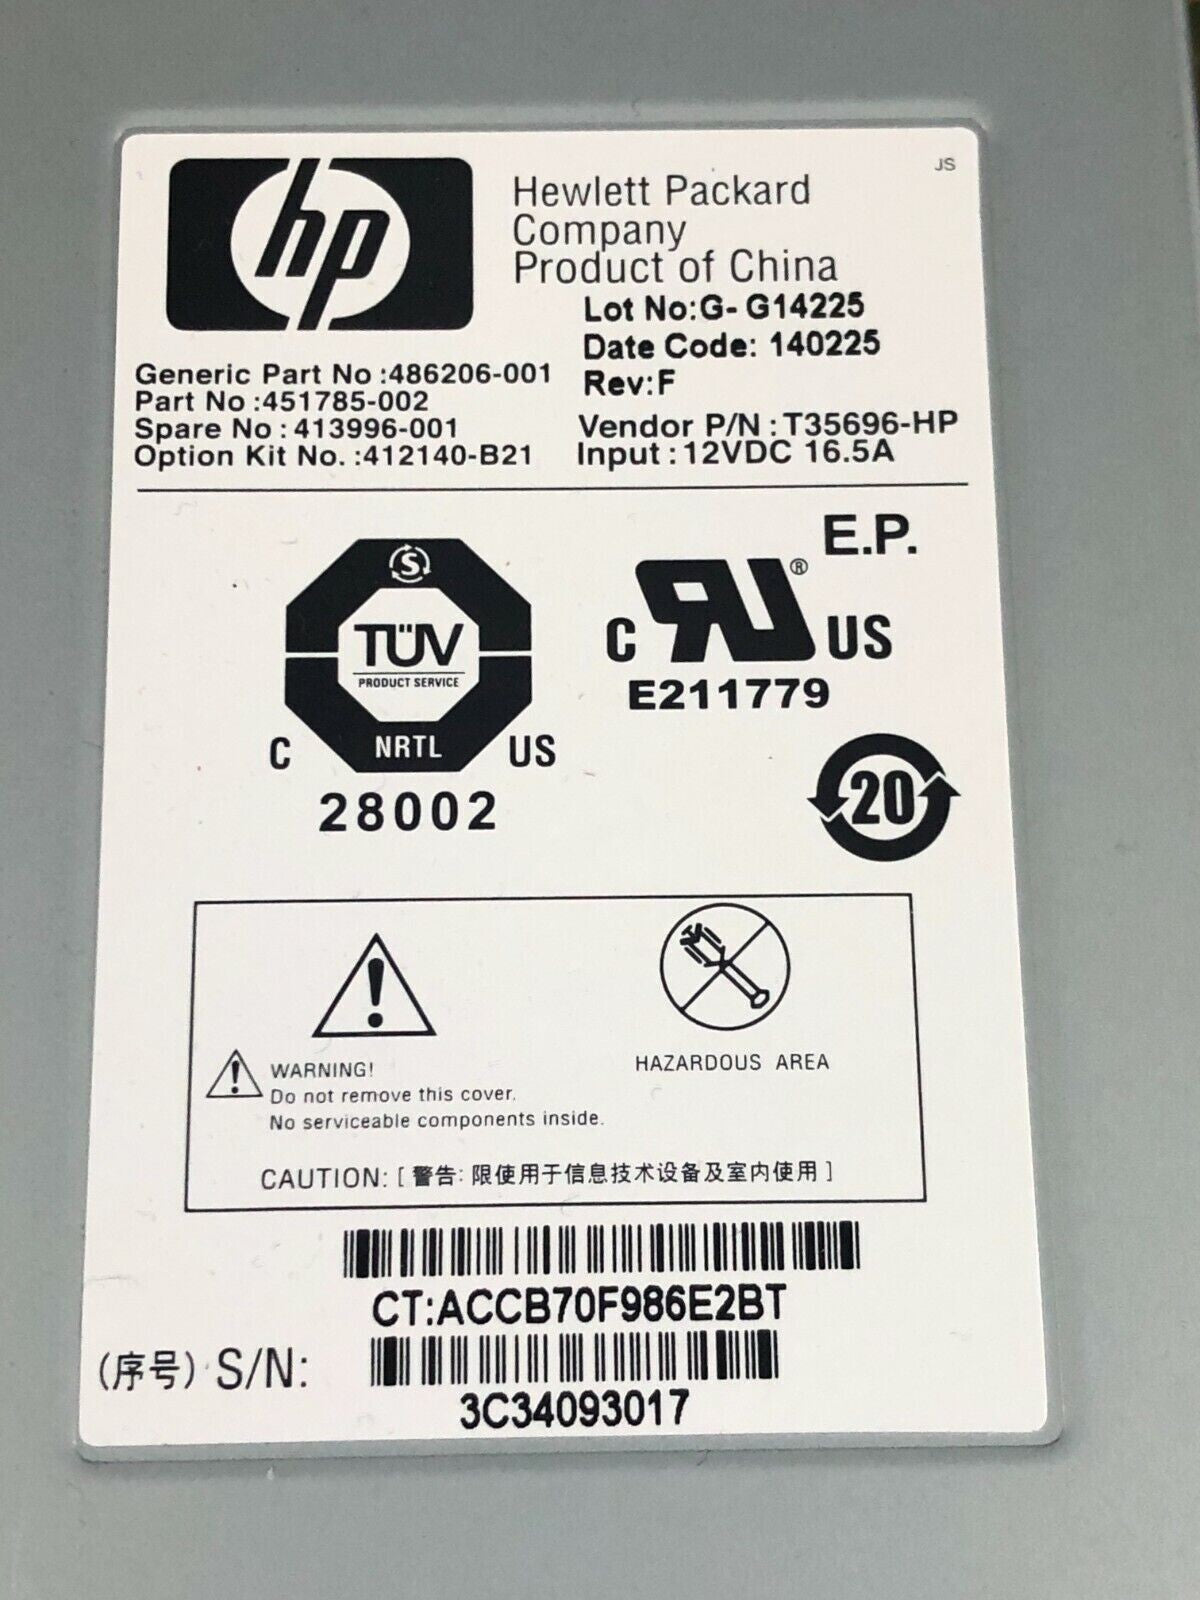 JS
hp
Hewlett Packard
Company
Product of China
Lot No:G- G14225
Date Code: 140225
Rev:F
Generic Part No :486206-001
Part No :451785-002
Spare No : 413996-001
Option Kit No. :412140-B21
Vendor P/N : T35696-HP
Input : 12VDC 16.5A
S
TÜV
PRODUCT SERVICE
NRTL
C US
28002
E.P.
C RU ® US
E211779
20
WARNING!
Do not remove this cover.
No serviceable components inside.
HAZARDOUS AREA
CAUTION: [ 警告: 限使用于信息技术设备及室内使用 ]
CT:ACCB70F986E2BT
(序号) S/N:
3C34093017